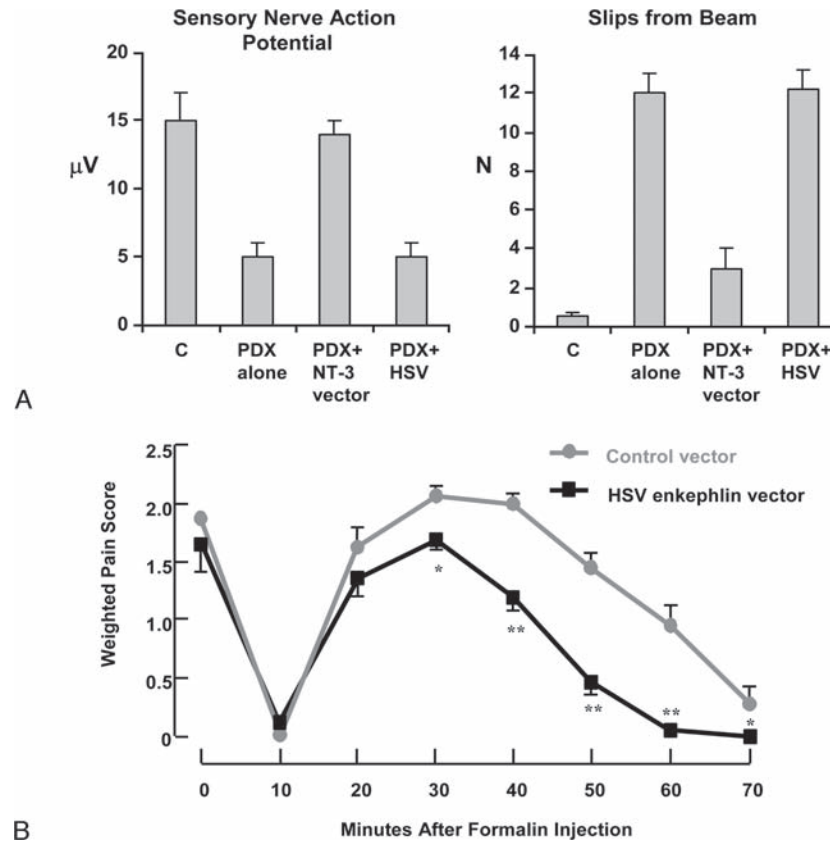 Sensory Nerve Action
Potential
20
15
μV
10
5
0
C
PDX
alone
PDX+
NT-3
vector
PDX+
HSV
Slips from Beam
14
12
10
N
8
6
4
2
0
C
PDX
alone
PDX+
NT-3
vector
PDX+
HSV
A
2.5
2.0
1.5
1.0
0.5
0
Weighted Pain Score
Control vector
HSV enkephlin vector
*
**
**
**
*
0 10 20 30 40 50 60 70
Minutes After Formalin Injection
B